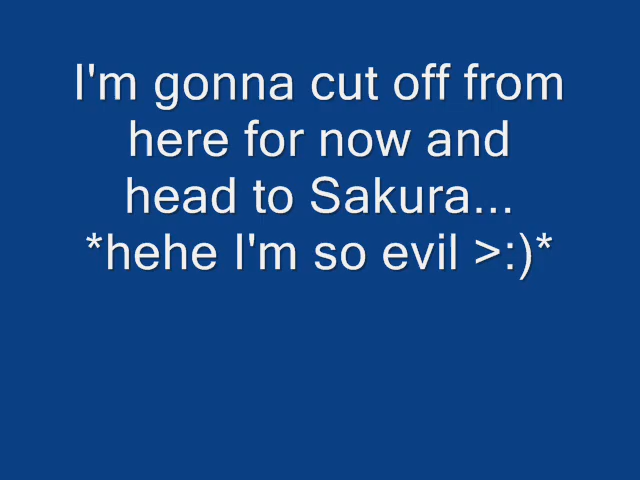 I'm gonna cut off from
here for now and
head to Sakura...
*hehe I'm so evil >:)*